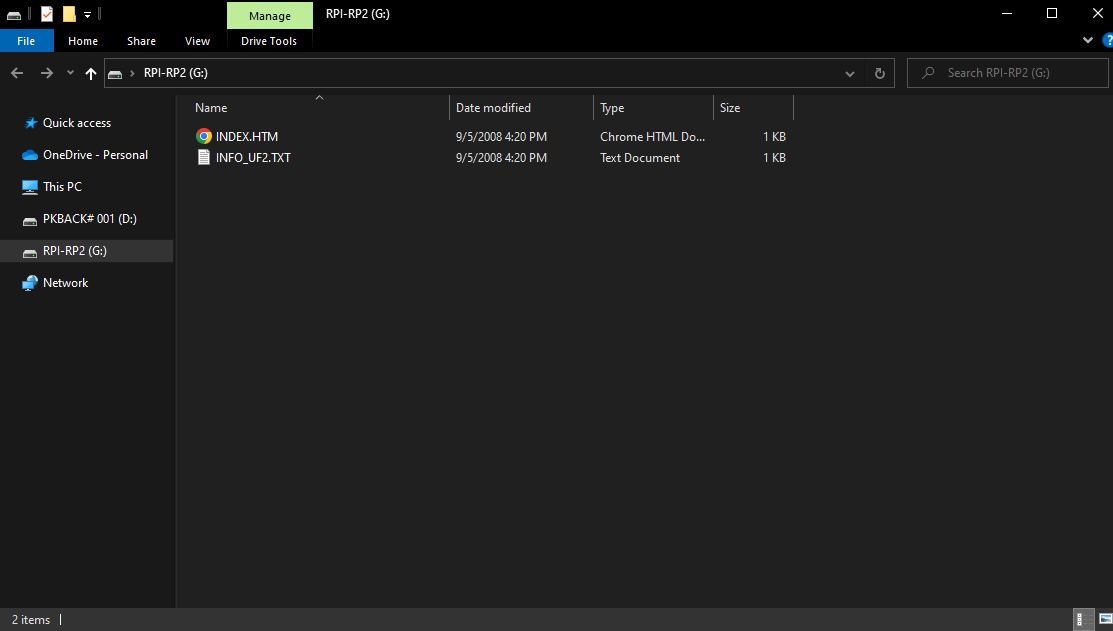 Manage
RPI-RP2 (G:)
File
Home
Share
View
Drive Tools
?
RPI-RP2 (G:)
Search RPI-RP2 (G:)
Name
Date modified
Type
Size
INDEX.HTM
9/5/2008 4:20 PM
Chrome HTML Do...
1 KB
INFO_UF2.TXT
9/5/2008 4:20 PM
Text Document
1 KB
Quick access
OneDrive - Personal
This PC
PKBACK# 001 (D:)
RPI-RP2 (G:)
Network
2 items